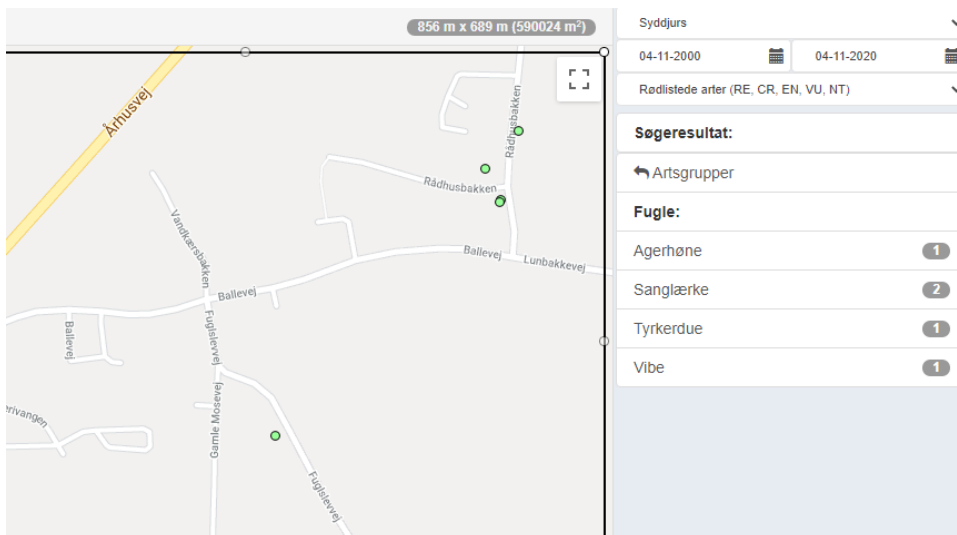 856 m x 689 m (590024 m²)
Århusvej
Rådhusbakken
Rådhusbakken
Vandkærsbakken
Ballevej
Lunbakkevej
Ballevej
Ballevej
Fuglslevvej
Gamle Mosevej
erivangen
Fuglslevvej
Syddjurs
04-11-2000
04-11-2020
Rødlistede arter (RE, CR, EN, VU, NT)
Søgeresultat:
Artsgrupper
Fugle:
Agerhøne 1
Sanglærke 2
Tyrkerdue 1
Vibe 1